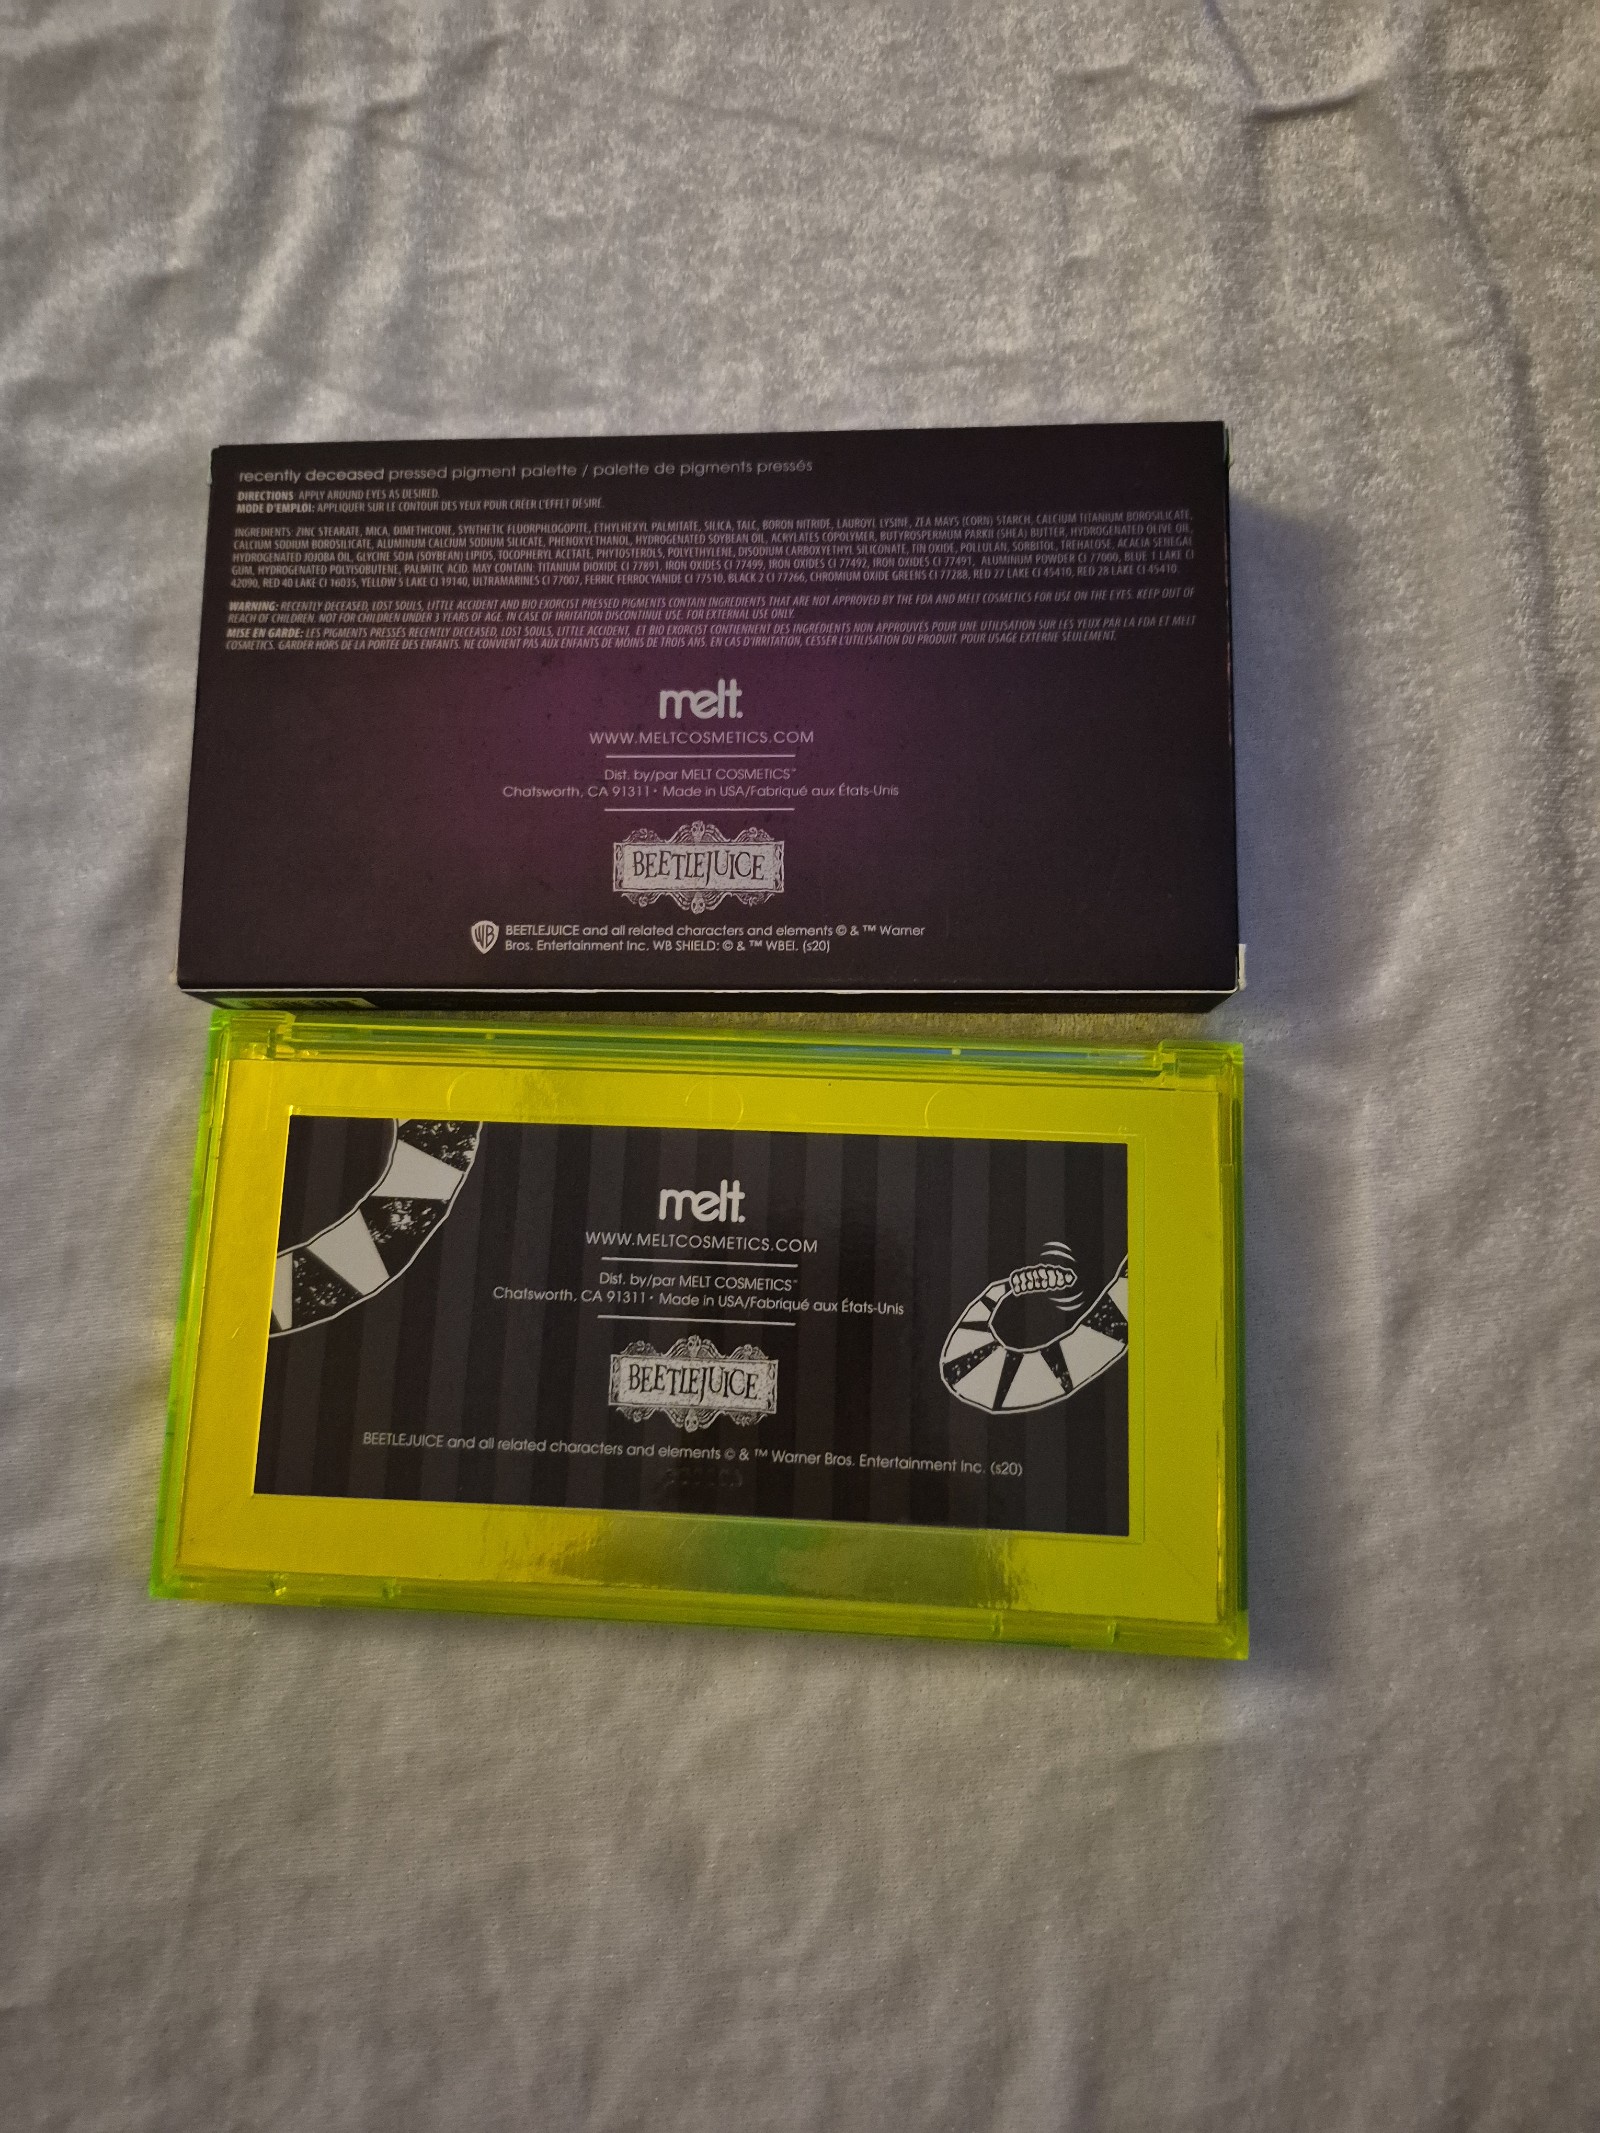 recently deceased pressed pigment palette / palette de pigments pressés
DIRECTIONS: APPLY AROUND EYES AS DESIRED.
MODE D'EMPLOI: APPLIQUER SUR LE CONTOUR DES YEUX POUR CRÉER L'EFFET DÉSIRÉ.
INGREDIENTS: ZINC STEARATE, MICA, DIMETHICONE, SYNTHETIC FLUORPHLOGOPITE, ETHYLHEXYL PALMITATE, SILICA, TALC, BORON NITRIDE, LAUROYL LYSINE, ZEA MAYS (CORN) STARCH, CALCIUM TITANIUM BOROSILICATE,
CALCIUM SODIUM BOROSILICATE, ALUMINUM CALCIUM SODIUM SILICATE, PHENOXYETHANOL, HYDROGENATED SOYBEAN OIL, ACRYLATES COPOLYMER, BUTYROSPERMUM PARKII (SHEA) BUTTER, HYDROGENATED OLIVE OIL,
HYDROGENATED JOJOBA OIL, GLYCINE SOJA (SOYBEAN) LIPIDS, TOCOPHERYL ACETATE, PHYTOSTEROLS, POLYETHYLENE, DISODIUM CARBOXYETHYL SILICONATE, TIN OXIDE, PULLULAN, SORBITOL, TREHALOSE, ACACIA SENEGAL
GUM, HYDROGENATED POLYISOBUTENE, PALMITIC ACID. MAY CONTAIN: TITANIUM DIOXIDE CI 77891, IRON OXIDES CI 77499, IRON OXIDES CI 77492, IRON OXIDES CI 77491, ALUMINUM POWDER CI 77000, BLUE 1 LAKE CI
42090, RED 40 LAKE CI 16035, YELLOW 5 LAKE CI 19140, ULTRAMARINES CI 77007, FERRIC FERROCYANIDE CI 77510, BLACK 2 CI 77266, CHROMIUM OXIDE GREENS CI 77288, RED 27 LAKE CI 45410, RED 28 LAKE CI 45410.
WARNING: RECENTLY DECEASED, LOST SOULS, LITTLE ACCIDENT AND BIO EXORCIST PRESSED PIGMENTS CONTAIN INGREDIENTS THAT ARE NOT APPROVED BY THE FDA AND MELT COSMETICS FOR USE ON THE EYES. KEEP OUT OF
REACH OF CHILDREN. NOT FOR CHILDREN UNDER 3 YEARS OF AGE. IN CASE OF IRRITATION DISCONTINUE USE. FOR EXTERNAL USE ONLY.
MISE EN GARDE: LES PIGMENTS PRESSÉS RECENTLY DECEASED, LOST SOULS, LITTLE ACCIDENT, ET BIO EXORCIST CONTIENNENT DES INGRÉDIENTS NON APPROUVÉS POUR UNE UTILISATION SUR LES YEUX PAR LA FDA ET MELT
COSMETICS. GARDER HORS DE LA PORTÉE DES ENFANTS. NE CONVIENT PAS AUX ENFANTS DE MOINS DE TROIS ANS. EN CAS D'IRRITATION, CESSER L'UTILISATION DU PRODUIT. POUR USAGE EXTERNE SEULEMENT.
melt.
WWW.MELTCOSMETICS.COM
Dist. by/par MELT COSMETICS™
Chatsworth, CA 91311 • Made in USA/Fabriqué aux États-Unis
BEETLEJUICE
WB BEETLEJUICE and all related characters and elements © & ™ Warner
Bros. Entertainment Inc. WB SHIELD: © & ™ WBEI. (s20)
melt.
WWW.MELTCOSMETICS.COM
Dist. by/par MELT COSMETICS™
Chatsworth, CA 91311 • Made in USA/Fabriqué aux États-Unis
BEETLEJUICE
BEETLEJUICE and all related characters and elements © & ™ Warner Bros. Entertainment Inc. (s20)